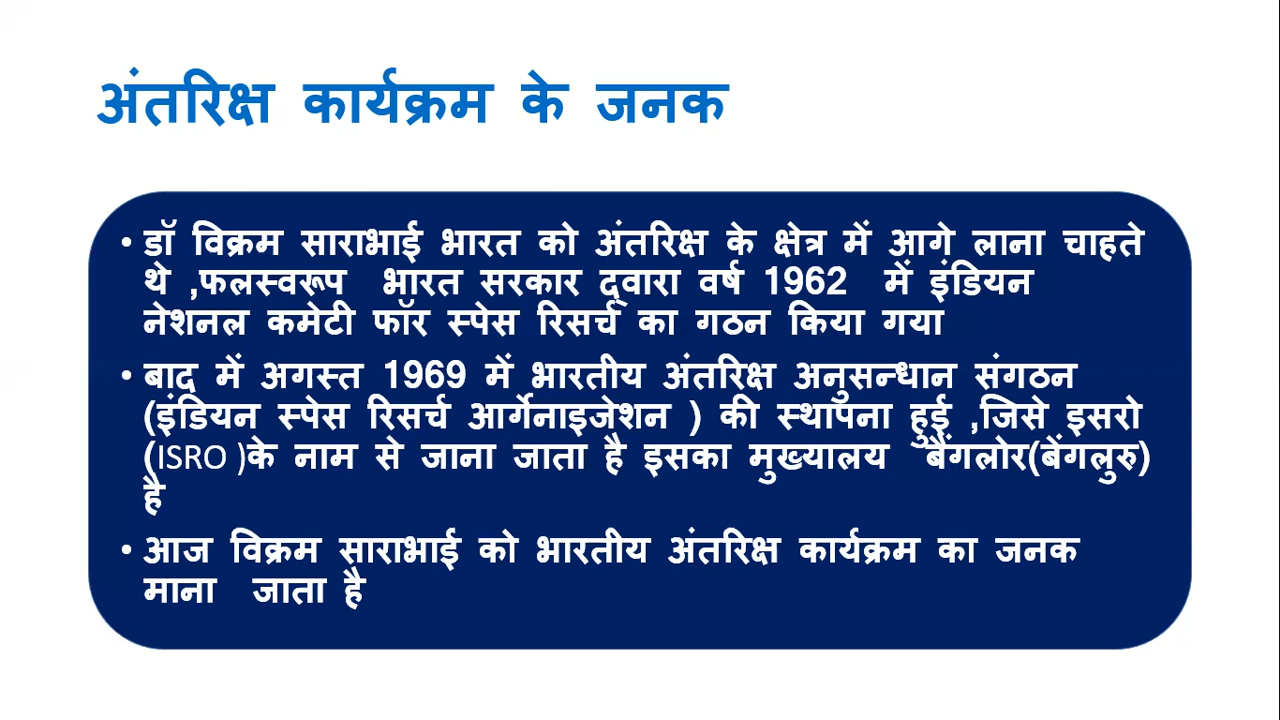 अंतरिक्ष कार्यक्रम के जनक
• डॉ विक्रम साराभाई भारत को अंतरिक्ष के क्षेत्र में आगे लाना चाहते
थे ,फलस्वरूप भारत सरकार द्वारा वर्ष 1962 में इंडियन
नेशनल कमेटी फॉर स्पेस रिसर्च का गठन किया गया
• बाद में अगस्त 1969 में भारतीय अंतरिक्ष अनुसन्धान संगठन
(इंडियन स्पेस रिसर्च आर्गेनाइजेशन ) की स्थापना हुई ,जिसे इसरो
(ISRO )के नाम से जाना जाता है इसका मुख्यालय बैंगलोर(बेंगलुरु)
है
• आज विक्रम साराभाई को भारतीय अंतरिक्ष कार्यक्रम का जनक
माना जाता है